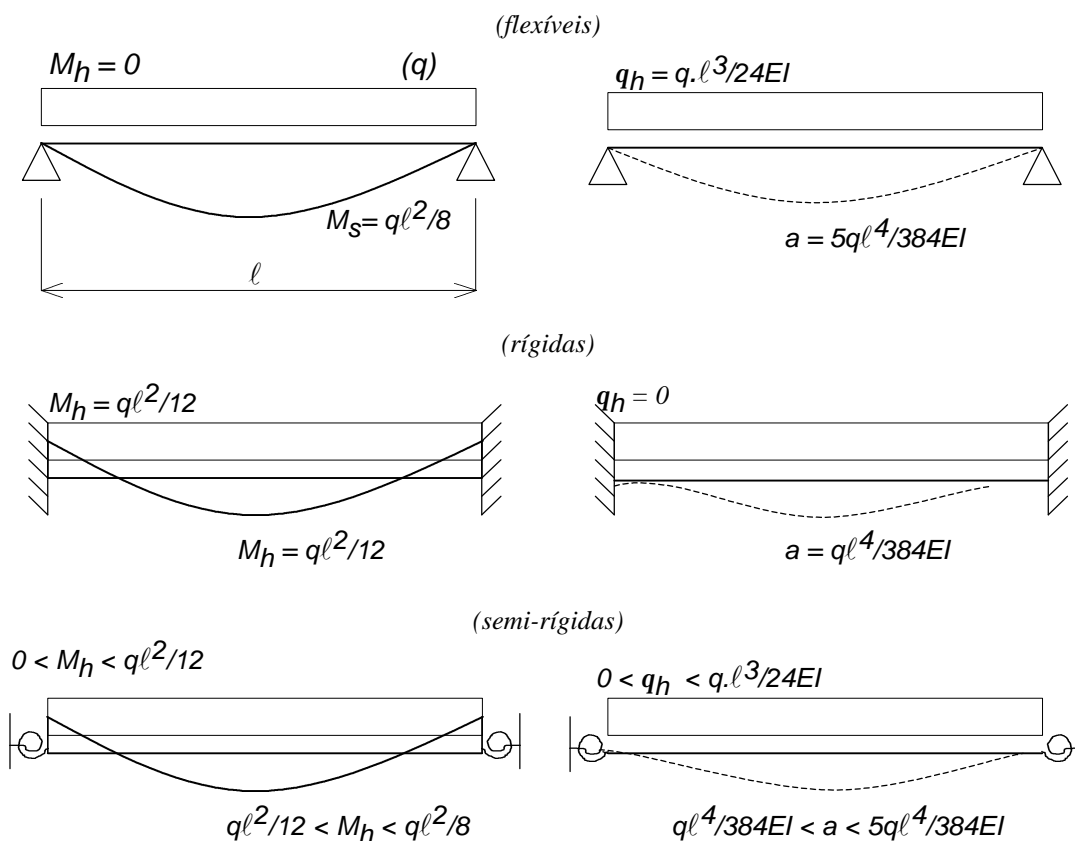 (flexíveis)
M_h = 0 (q)
q_h = q.ℓ³/24EI
M_s= qℓ²/8
a = 5qℓ⁴/384EI
ℓ
(rígidas)
M_h = qℓ²/12
q_h = 0
M_h = qℓ²/12
a = qℓ⁴/384EI
(semi-rígidas)
0 < M_h < qℓ²/12
0 < q_h < q.ℓ³/24EI
qℓ²/12 < M_h < qℓ²/8
qℓ⁴/384EI < a < 5qℓ⁴/384EI